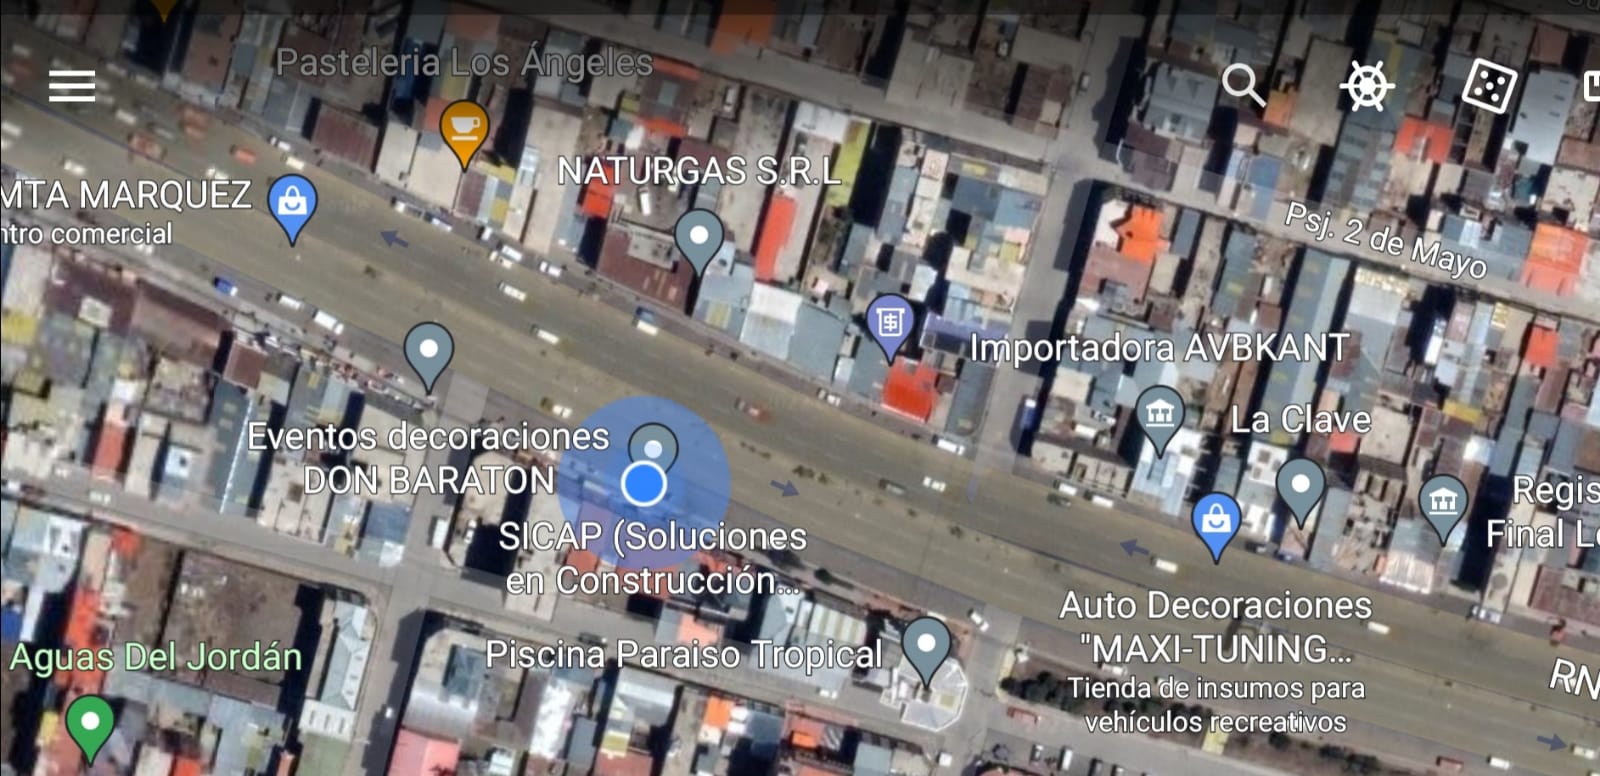 Pasteleria Los Ángeles
NATURGAS S.R.L
MTA MARQUEZ
ntro comercial
Psj. 2 de Mayo
Importadora AVBKANT
La Clave
Eventos decoraciones
DON BARATON
Regis
Final Lo
SICAP (Soluciones
en Construcción...
Auto Decoraciones
"MAXI-TUNING...
Tienda de insumos para
vehículos recreativos
Piscina Paraiso Tropical
Aguas Del Jordán
RN